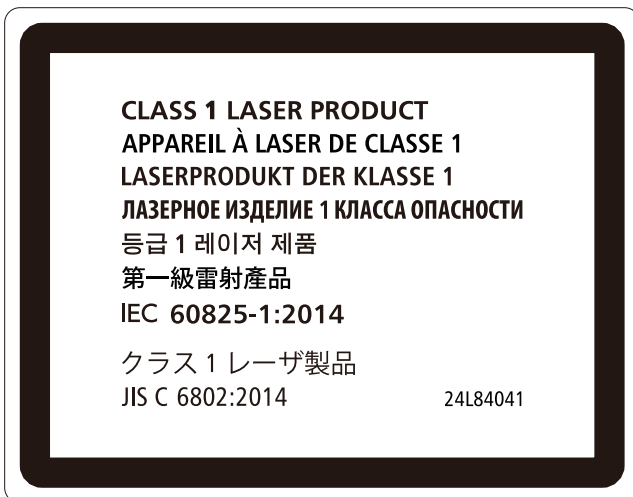 CLASS 1 LASER PRODUCT
APPAREIL À LASER DE CLASSE 1
LASERPRODUKT DER KLASSE 1
ЛАЗЕРНОЕ ИЗДЕЛИЕ 1 КЛАССА ОПАСНОСТИ
등급 1 레이저 제품
第一級雷射產品
IEC 60825-1:2014
クラス 1 レーザ製品
JIS C 6802:2014 24L84041